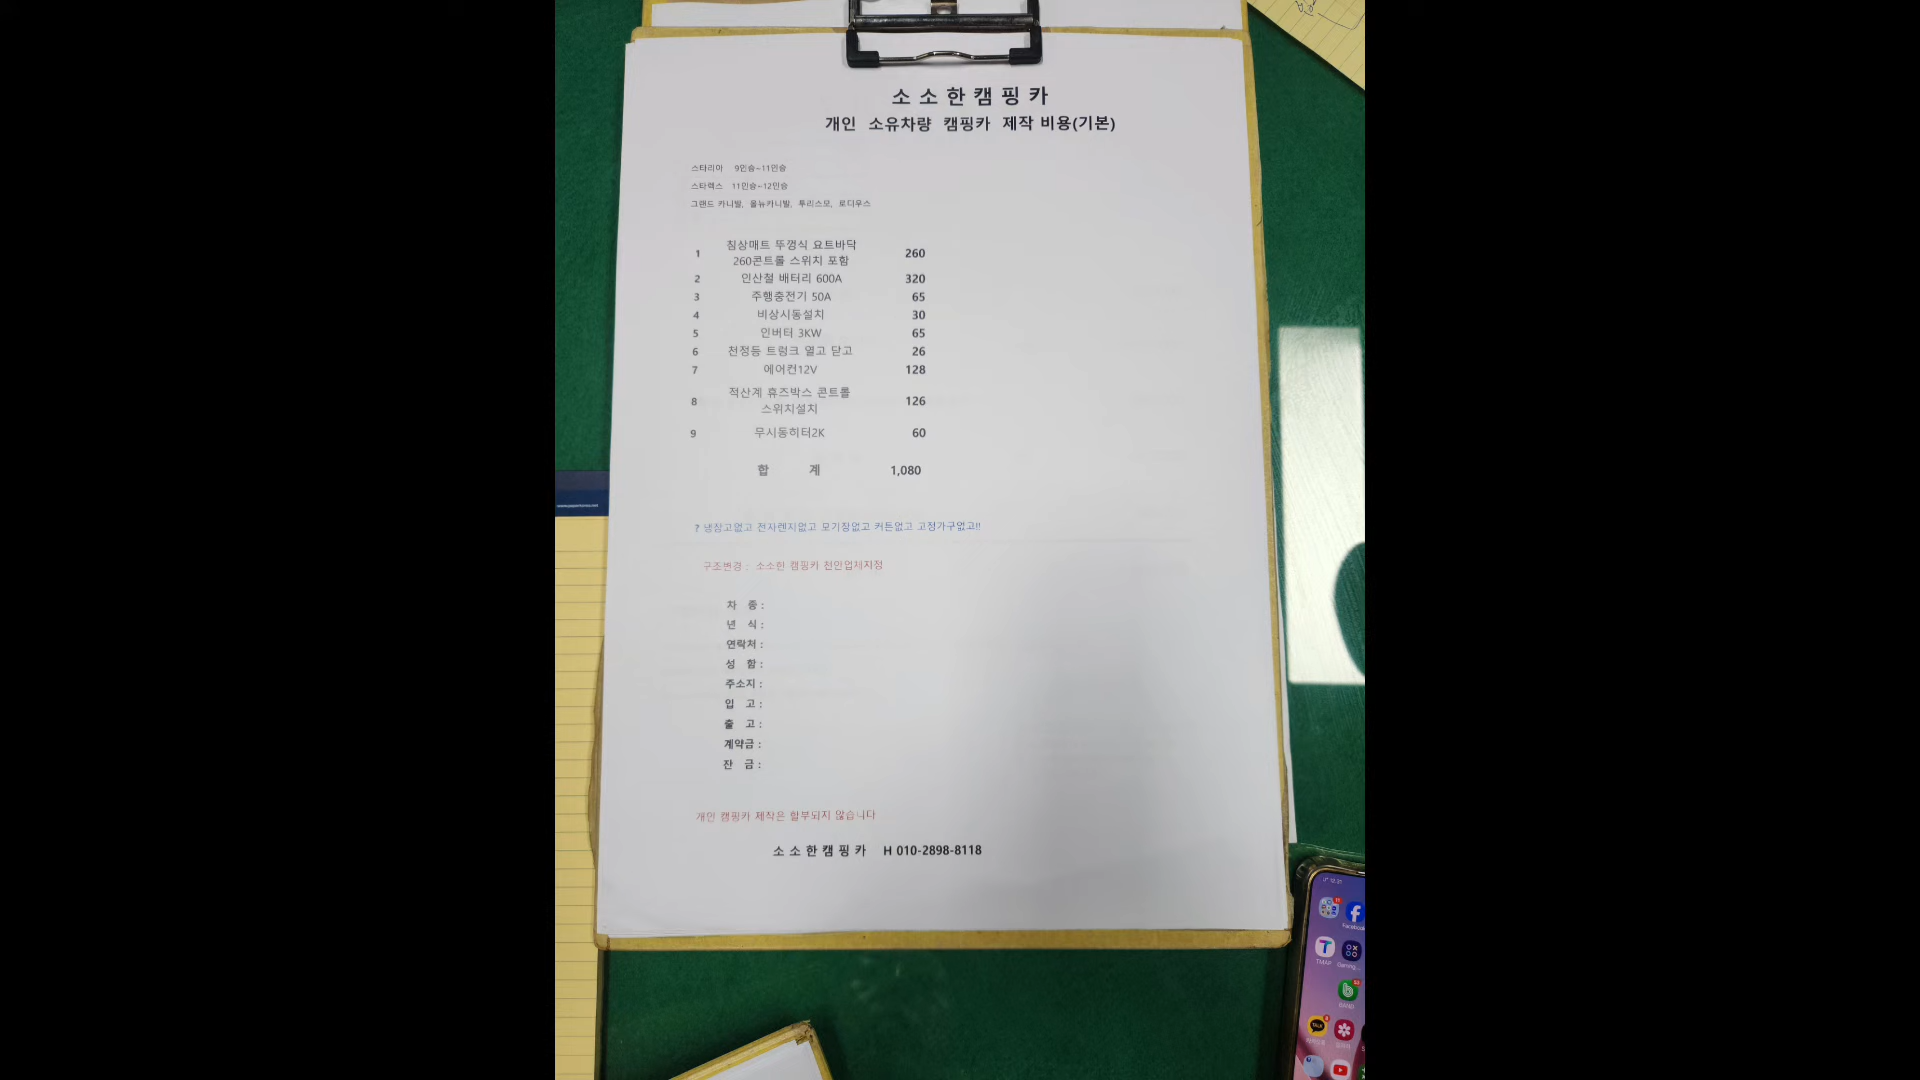 소소한캠핑카
개인 소유차량 캠핑카 제작 비용(기본)
스타리아 9인승~11인승
스타렉스 11인승~12인승
그랜드 카니발, 올뉴카니발, 투리스모, 로디우스
1 침상매트 뚜껑식 요트바닥 260콘트롤 스위치 포함 260
2 인산철 배터리 600A 320
3 주행충전기 50A 65
4 비상시동설치 30
5 인버터 3KW 65
6 천정등 트렁크 열고 닫고 26
7 에어컨12V 128
8 적산계 휴즈박스 콘트롤 스위치설치 126
9 무시동히터2K 60
합 계 1,080
? 냉장고없고 전자렌지없고 모기장없고 커튼없고 고정가구없고!!
구조변경 : 소소한 캠핑카 천안업체지정
차 종 :
년 식 :
연락처 :
성 함 :
주소지 :
입 고 :
출 고 :
계약금 :
잔 금 :
개인 캠핑카 제작은 할부되지 않습니다
소소한캠핑카 H 010-2898-8118
12:31
Facebook
TMAP
Gaming...
BAND
TALK